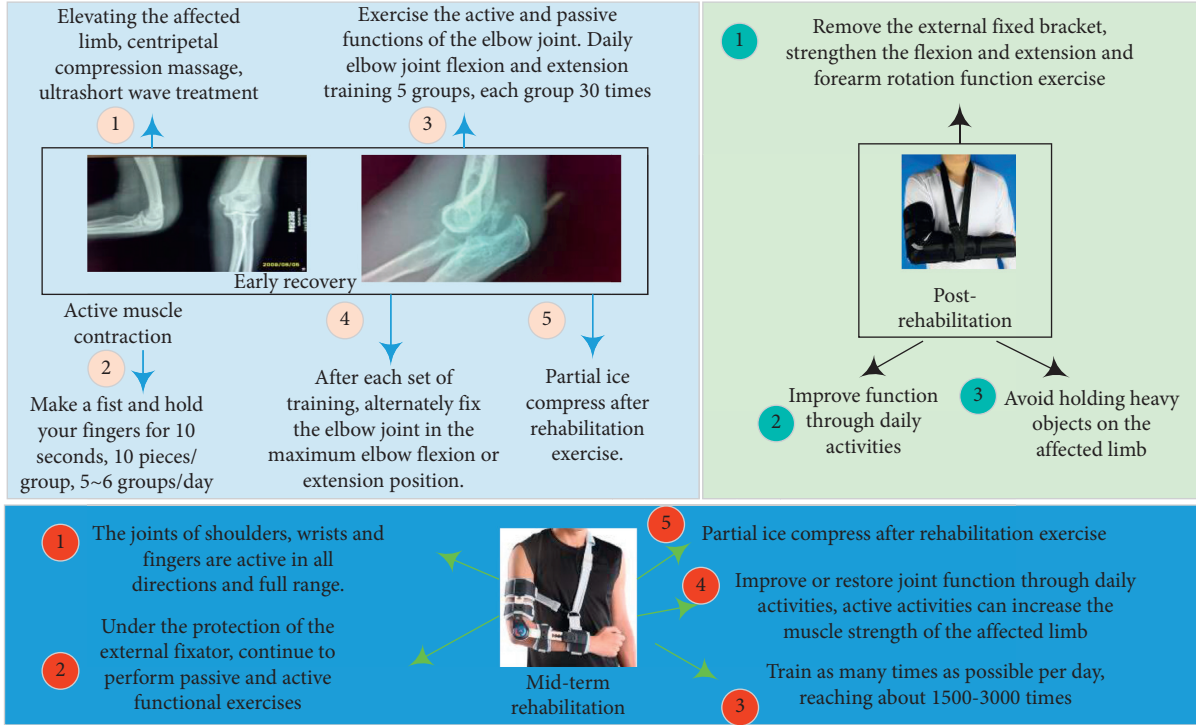 Elevating the affected
limb, centripetal
compression massage,
ultrashort wave treatment
1
Exercise the active and passive
functions of the elbow joint. Daily
elbow joint flexion and extension
training 5 groups, each group 30 times
3
2008/06/05
Early recovery
Active muscle
contraction
2
Make a fist and hold
your fingers for 10
seconds, 10 pieces/
group, 5~6 groups/day
4
After each set of
training, alternately fix
the elbow joint in the
maximum elbow flexion or
extension position.
5
Partial ice
compress after
rehabilitation
exercise.
1
Remove the external fixed bracket,
strengthen the flexion and extension and
forearm rotation function exercise
Post-
rehabilitation
2
Improve function
through daily
activities
3
Avoid holding heavy
objects on the
affected limb
1
The joints of shoulders, wrists and
fingers are active in all
directions and full range.
2
Under the protection of the
external fixator, continue to
perform passive and active
functional exercises
Mid-term
rehabilitation
5
Partial ice compress after rehabilitation exercise
4
Improve or restore joint function through daily
activities, active activities can increase the
muscle strength of the affected limb
3
Train as many times as possible per day,
reaching about 1500-3000 times